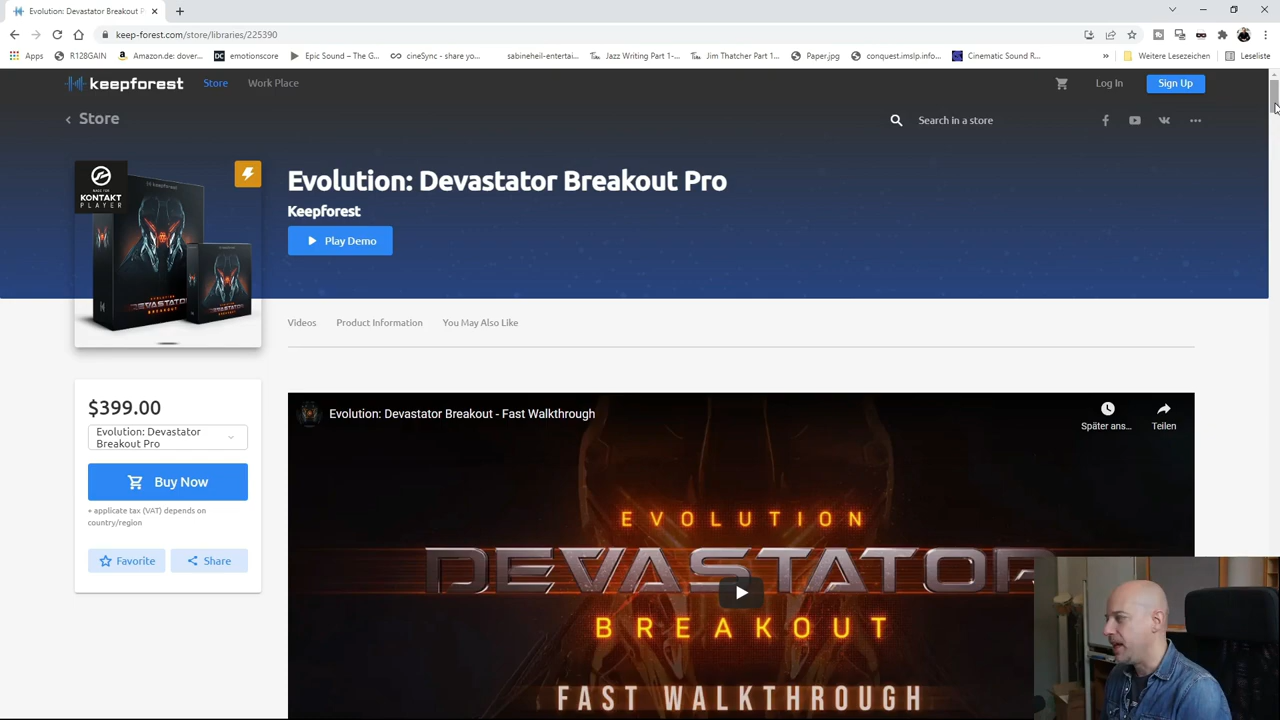 Evolution: Devastator Breakout P
keep-forest.com/store/libraries/225390
Apps R128GAIN Amazon.de: dover... emotionscore Epic Sound – The G... cineSync - share yo... sabineheil-entertai... Jazz Writing Part 1-... Jim Thatcher Part 1... Paper.jpg conquest.imslp.info... Cinematic Sound R... » Weitere Lesezeichen Leseliste
keepforest Store Work Place Log In Sign Up
Store Search in a store
MADE FOR
KONTAKT
PLAYER
Evolution: Devastator Breakout Pro
Keepforest
Play Demo
EVOLUTION
DEVASTATOR
BREAKOUT
Videos Product Information You May Also Like
$399.00
Evolution: Devastator
Breakout Pro
Buy Now
+ applicate tax (VAT) depends on
country/region
Favorite Share
Evolution: Devastator Breakout - Fast Walkthrough
Später ans... Teilen
EVOLUTION
DEVASTATOR
BREAKOUT
FAST WALKTHROUGH